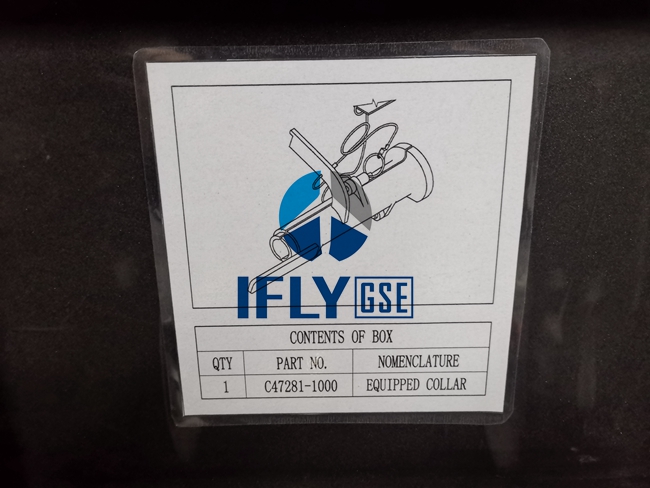 IFLY GSE
CONTENTS OF BOX
QTY PART NO. NOMENCLATURE
1 C47281-1000 EQUIPPED COLLAR